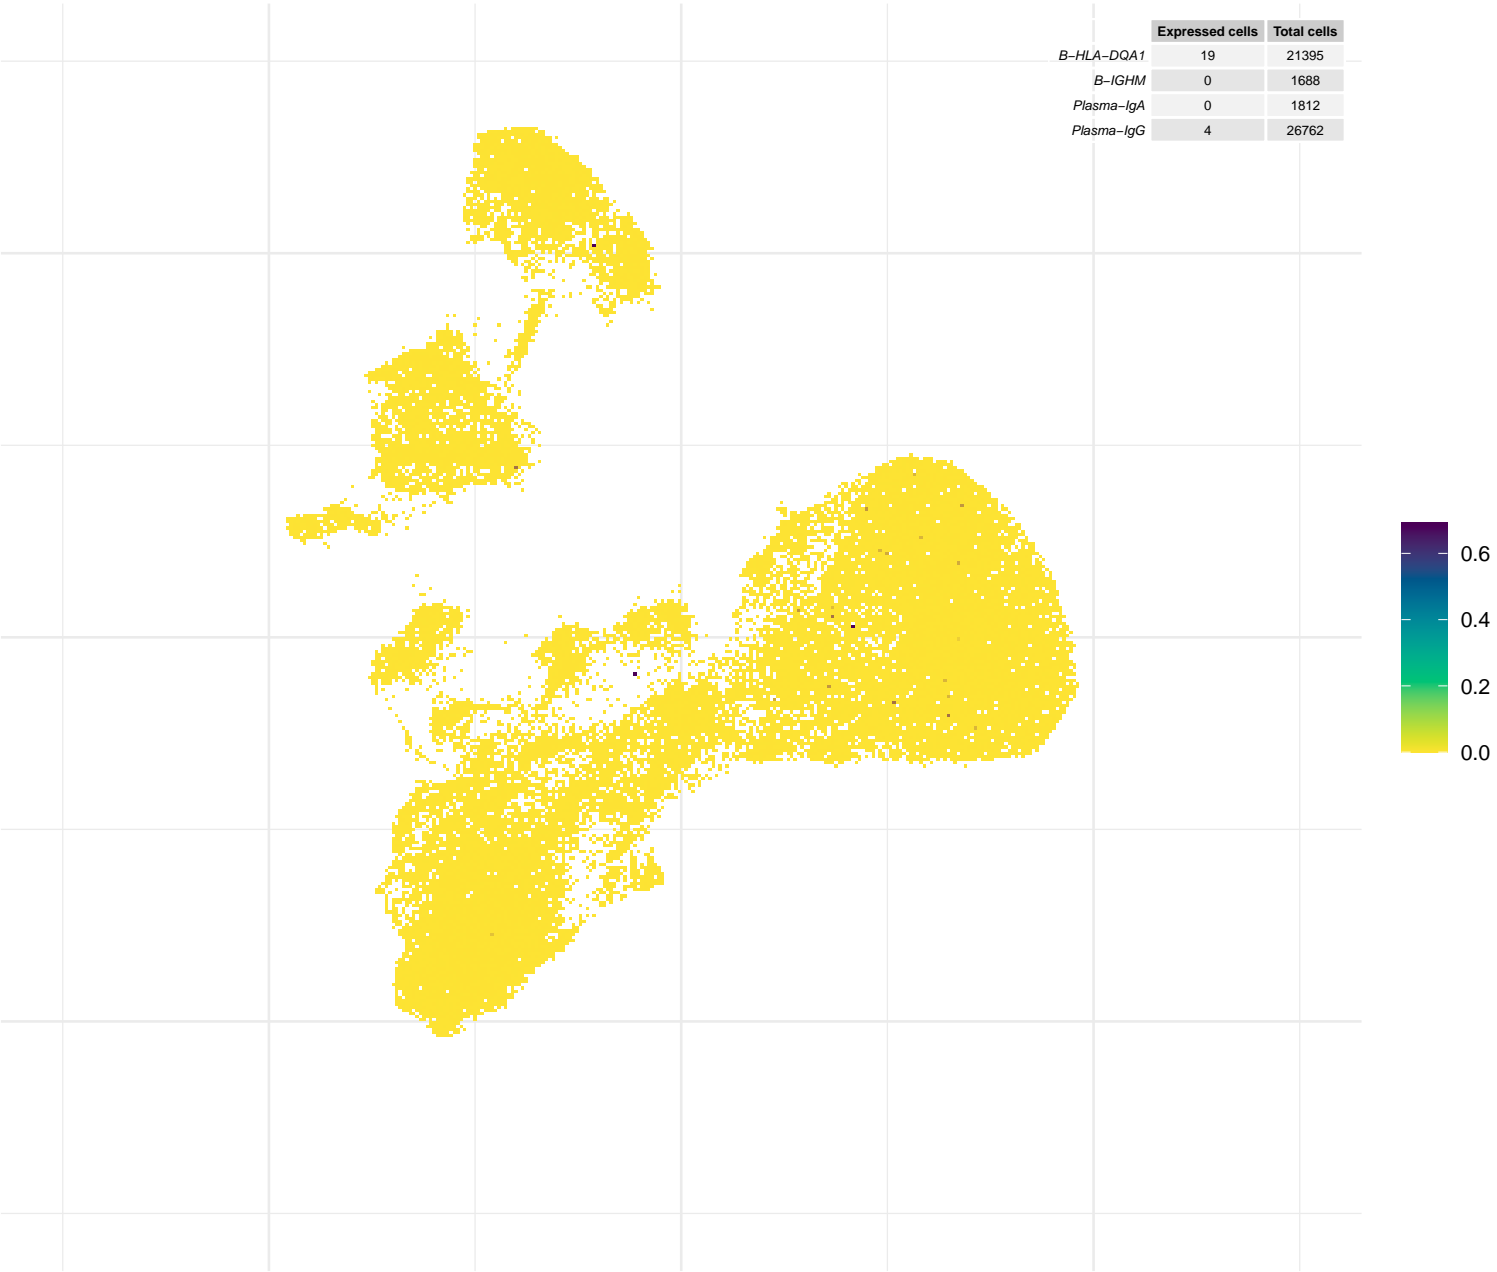 Expressed cells Total cells
B−HLA−DQA1 19 21395
B−IGHM 0 1688
Plasma−IgA 0 1812
Plasma−IgG 4 26762
0.6
0.4
0.2
0.0